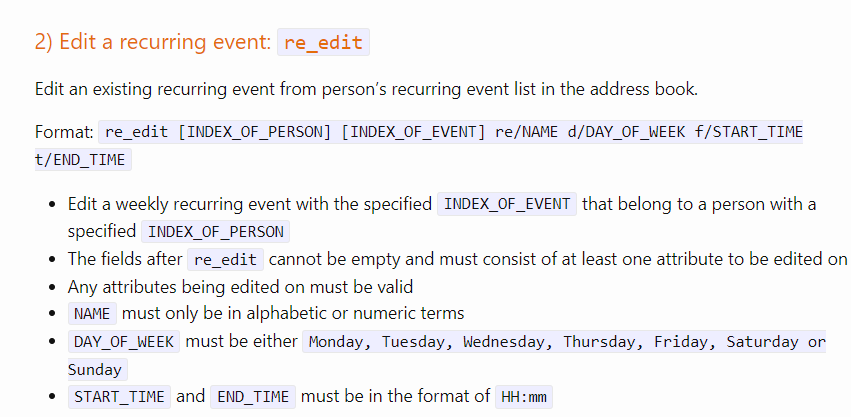 2) Edit a recurring event: re_edit
Edit an existing recurring event from person's recurring event list in the address book.
Format: re_edit [INDEX_OF_PERSON] [INDEX_OF_EVENT] re/NAME d/DAY_OF_WEEK f/START_TIME
t/END_TIME
• Edit a weekly recurring event with the specified INDEX_OF_EVENT that belong to a person with a
specified INDEX_OF_PERSON
• The fields after re_edit cannot be empty and must consist of at least one attribute to be edited on
• Any attributes being edited on must be valid
• NAME must only be in alphabetic or numeric terms
• DAY_OF_WEEK must be either Monday, Tuesday, Wednesday, Thursday, Friday, Saturday or
Sunday
• START_TIME and END_TIME must be in the format of HH:mm